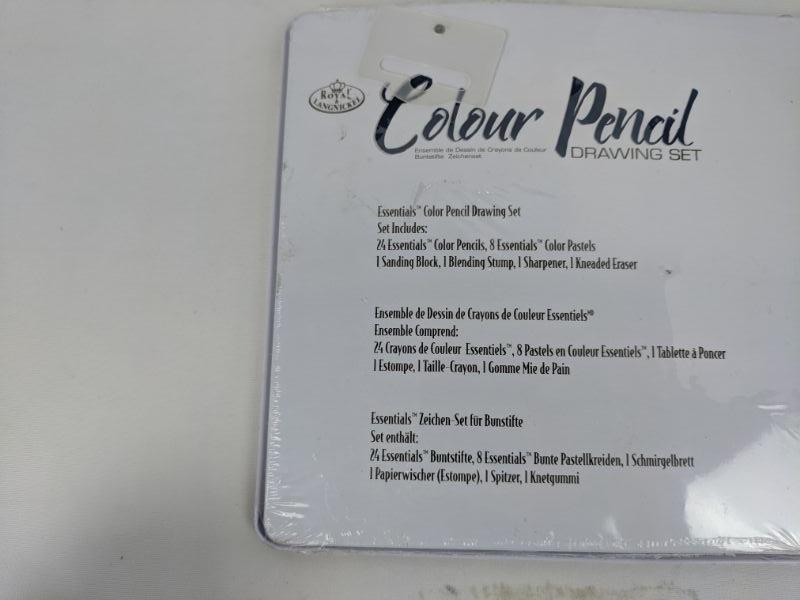 ROYAL & LANGNICKEL
Colour Pencil
DRAWING SET
Ensemble de Dessin de Crayons de Couleur
Buntstifte Zeichenset
Essentials™ Color Pencil Drawing Set
Set Includes:
24 Essentials™ Color Pencils, 8 Essentials™ Color Pastels
1 Sanding Block, 1 Blending Stump, 1 Sharpener, 1 Kneaded Eraser
Ensemble de Dessin de Crayons de Couleur Essentiels™
Ensemble Comprend:
24 Crayons de Couleur Essentiels™, 8 Pastels en Couleur Essentiels™, 1 Tablette à Poncer
1 Estompe, 1 Taille-Crayon, 1 Gomme Mie de Pain
Essentials™ Zeichen-Set für Bunstifte
Set enthält:
24 Essentials™ Buntstifte, 8 Essentials™ Bunte Pastellkreiden, 1 Schmirgelbrett
1 Papierwischer (Estompe), 1 Spitzer, 1 Knetgummi